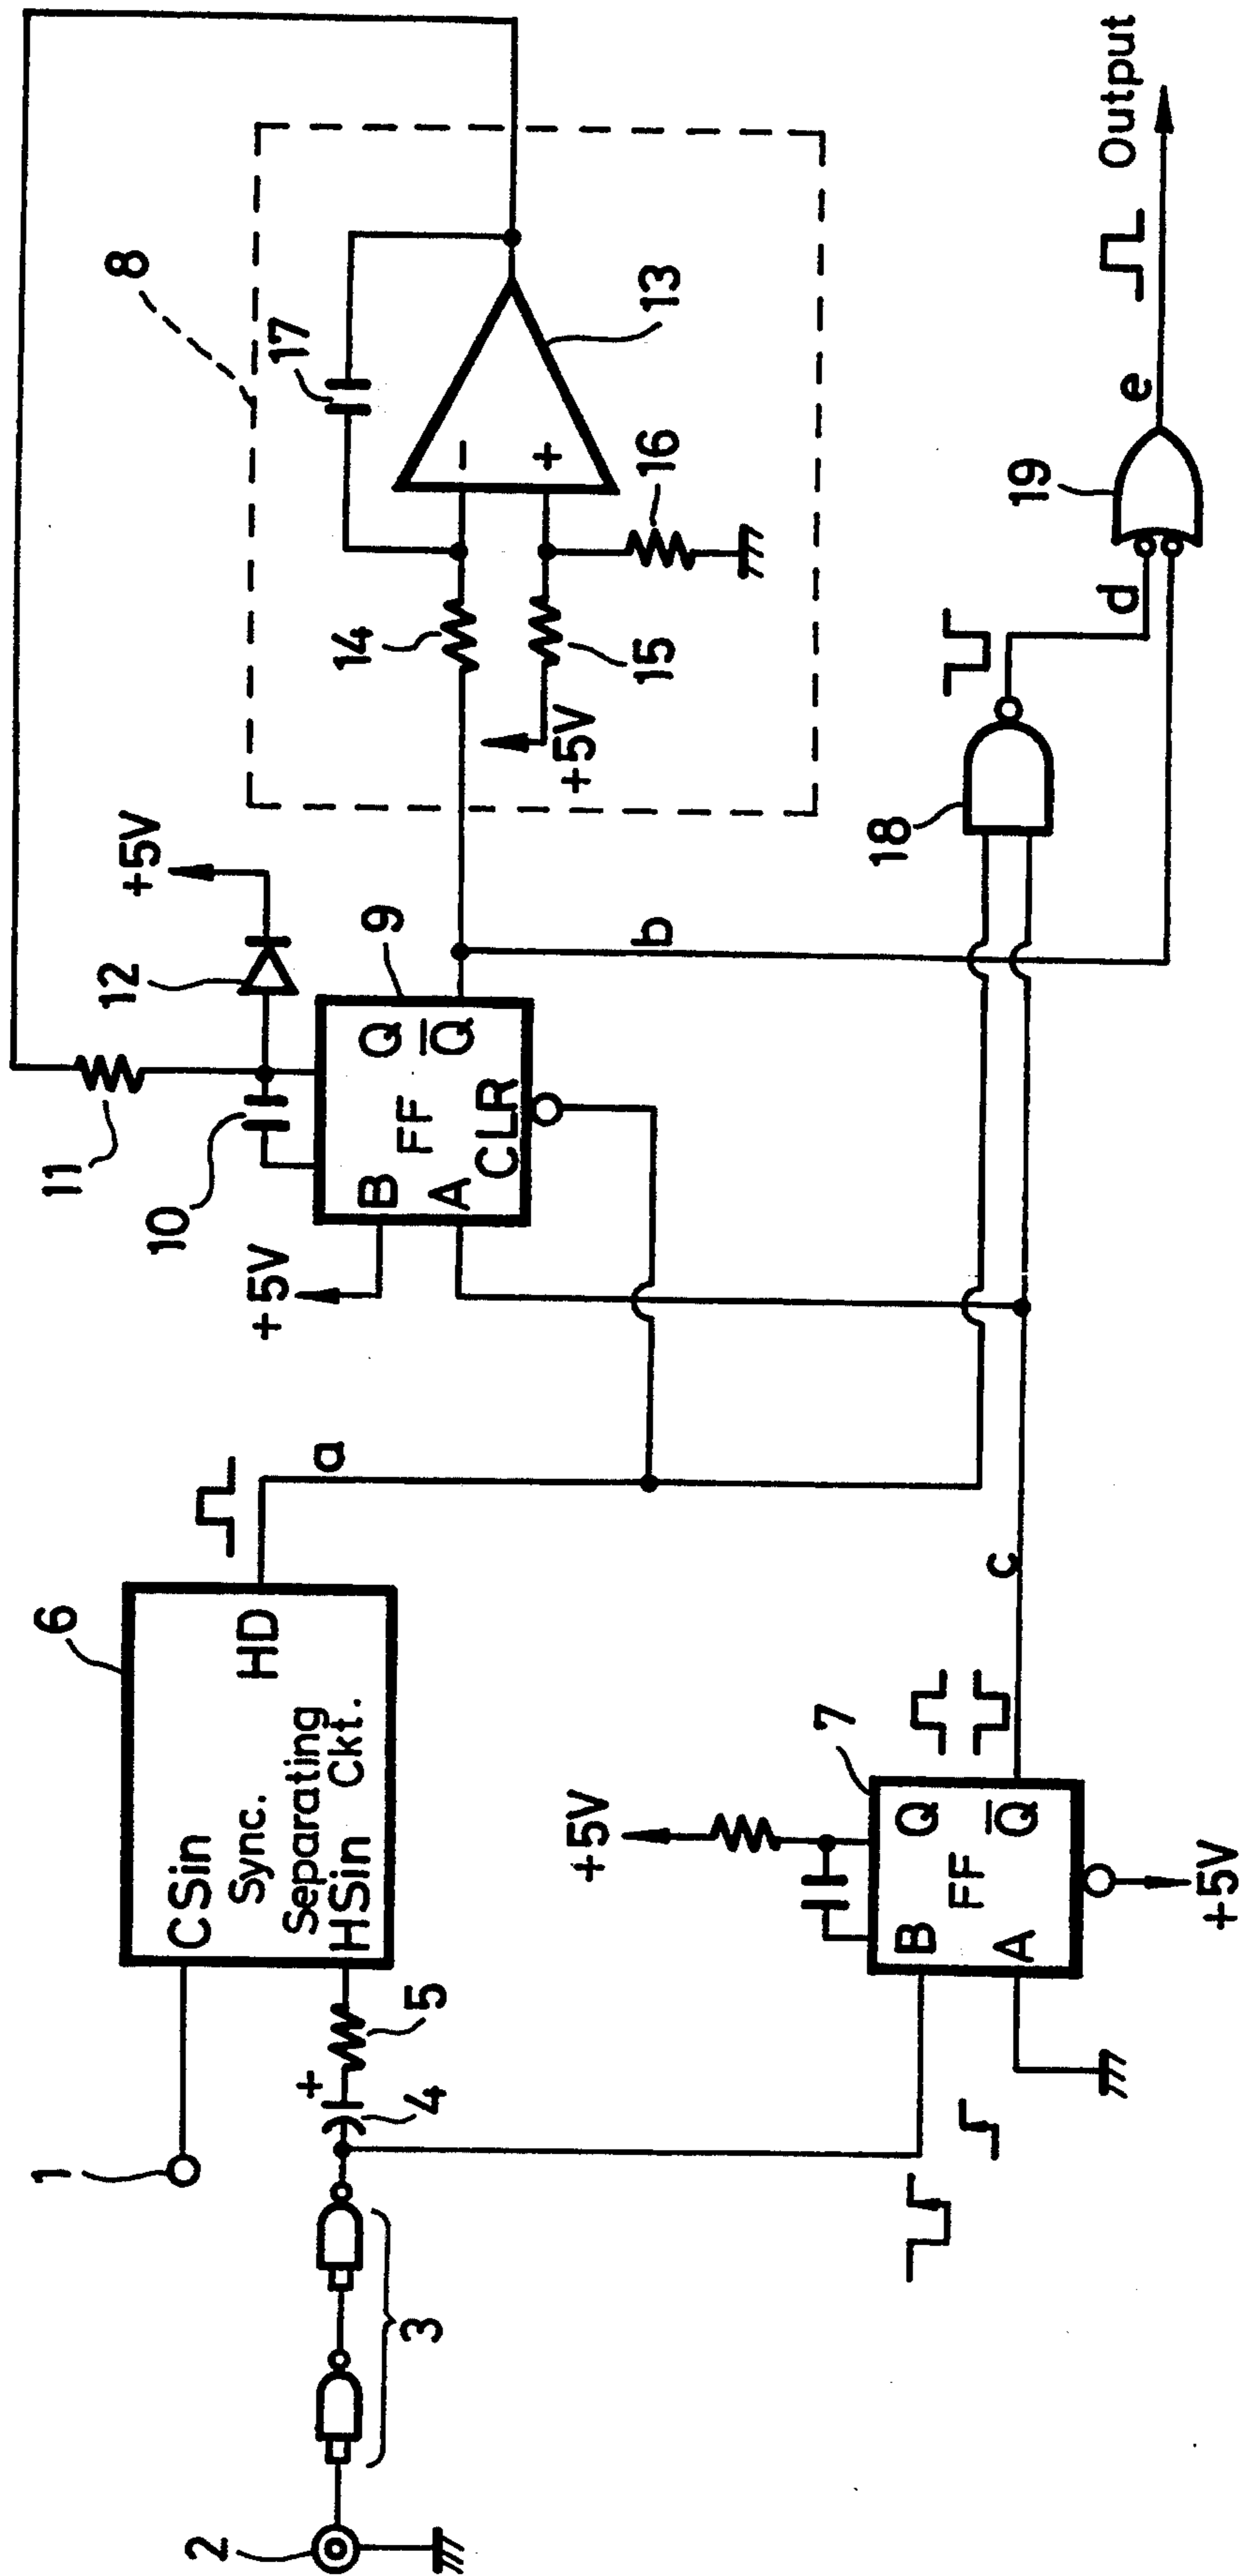 1
2
3
4
+
5
6
CSin
HD
Sync.
Separating
HSin Ckt.
a
7
+5V
B
Q
FF
A
Q̅
+5V
c
+5V
10
11
12
+5V
9
B
Q
FF
A
Q̅
CLR
b
8
14
15
+5V
16
17
−
+
13
18
d
19
e
Output